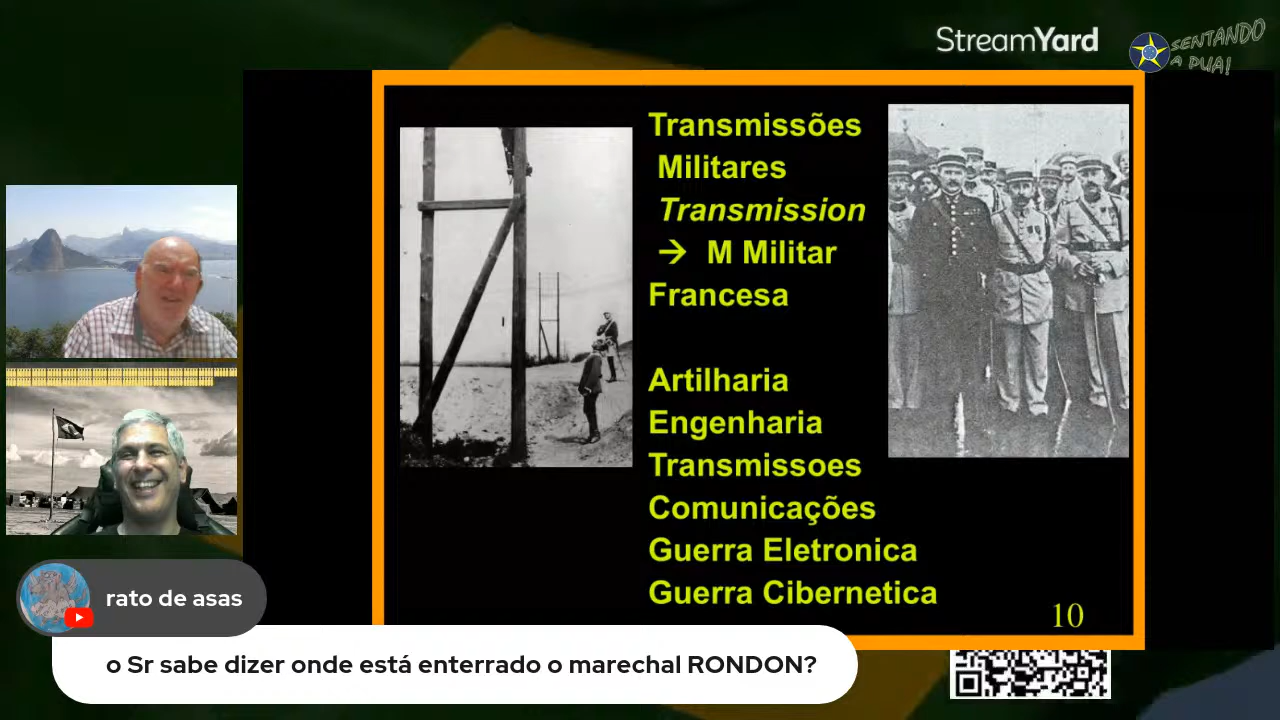 StreamYard
SENTANDO
A PUA!
Transmissões
Militares
Transmission
→ M Militar
Francesa
Artilharia
Engenharia
Transmissoes
Comunicações
Guerra Eletronica
Guerra Cibernetica
10
rato de asas
o Sr sabe dizer onde está enterrado o marechal RONDON?